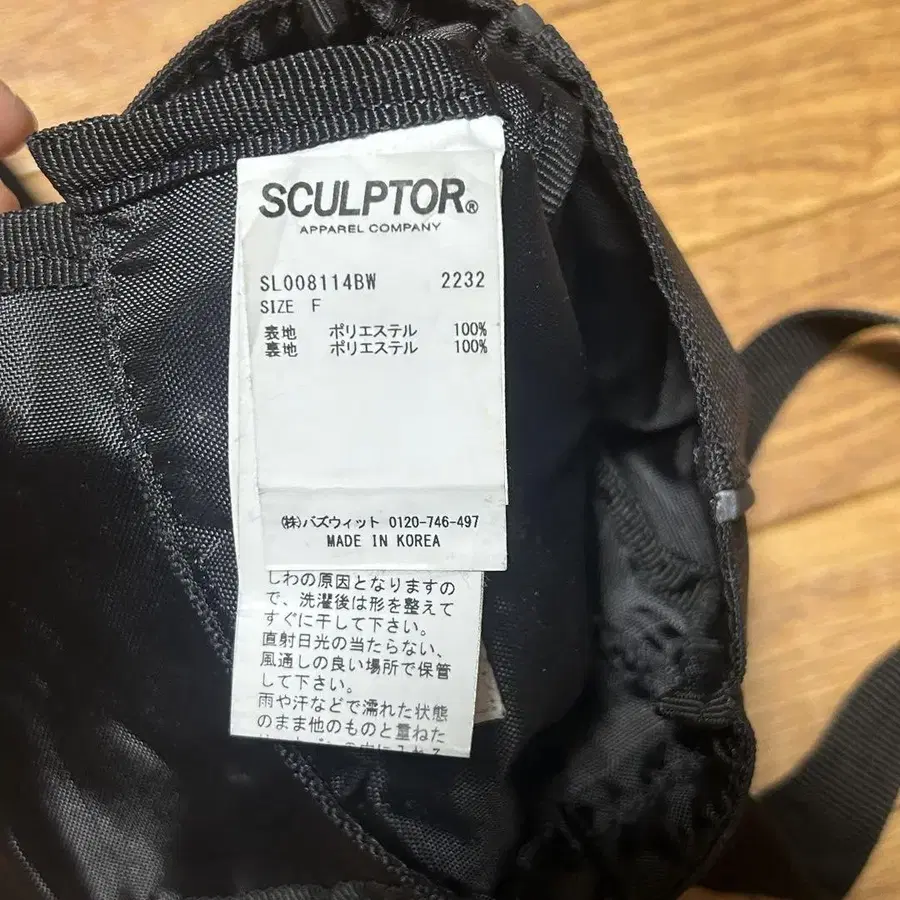 SCULPTOR®
APPAREL COMPANY
SL008114BW 2232
SIZE F
表地 ポリエステル 100%
裏地 ポリエステル 100%
㈱バズウィット 0120-746-497
MADE IN KOREA
しわの原因となりますの
で、洗濯後は形を整えて
すぐに干して下さい。
直射日光の当たらない、
風通しの良い場所で保管
して下さい。
雨や汗などで濡れた状態
のまま他のものと重ねた